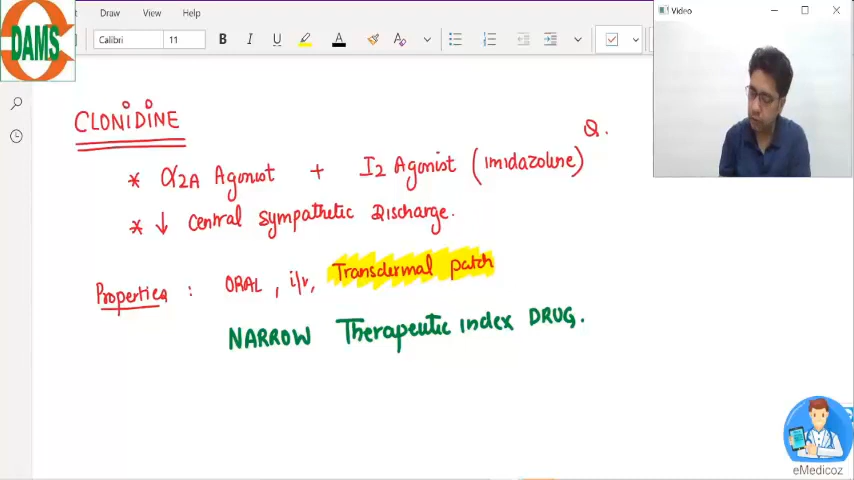 Draw View Help
Video
DAMS
Calibri 11 B I U A A
CLONIDINE
Q.
* α2A Agonist + I2 Agonist (imidazoline)
* ↓ Central Sympathetic Discharge.
Properties : ORAL, i/v, Transdermal patch
NARROW Therapeutic index DRUG.
eMedicoz